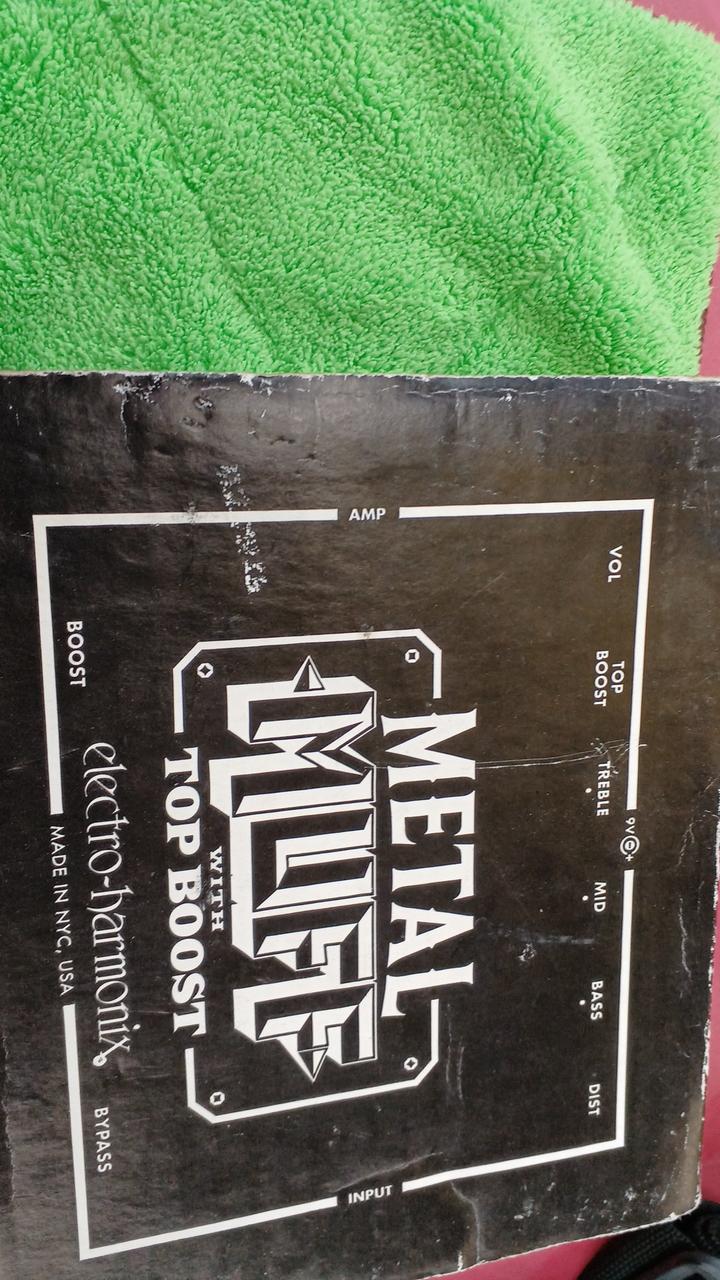 9V
VOL TOP BOOST TREBLE MID BASS DIST
AMP
INPUT
METAL
MUFF
WITH
TOP BOOST
BOOST
electro-harmonix
BYPASS
MADE IN NYC, USA